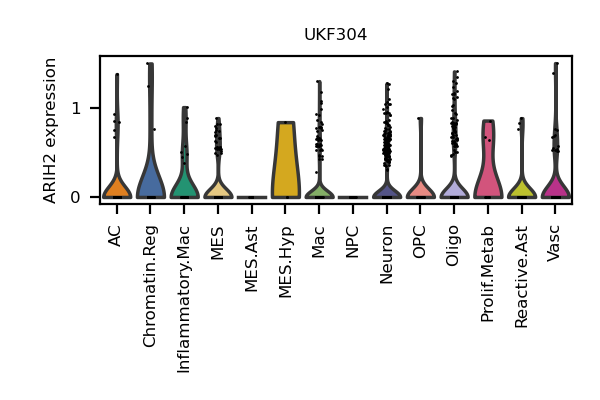 UKF304
ARIH2 expression
1
0
AC
Chromatin.Reg
Inflammatory.Mac
MES
MES.Ast
MES.Hyp
Mac
NPC
Neuron
OPC
Oligo
Prolif.Metab
Reactive.Ast
Vasc